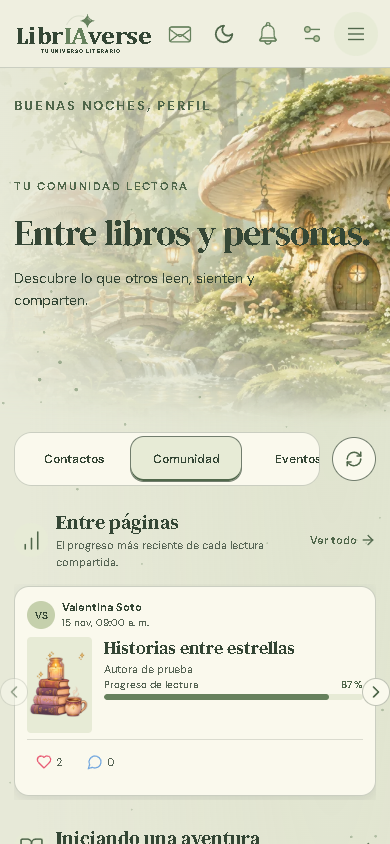 LibrIAverse
TU UNIVERSO LITERARIO
BUENAS NOCHES, PERFIL
TU COMUNIDAD LECTORA
Entre libros y personas.
Descubre lo que otros leen, sienten y
comparten.
Contactos
Comunidad
Eventos
Entre páginas
El progreso más reciente de cada lectura
compartida.
Ver todo
VS
Valentina Soto
15 nov, 09:00 a. m.
Historias entre estrellas
Autora de prueba
Progreso de lectura
87%
2
0
Iniciando una aventura